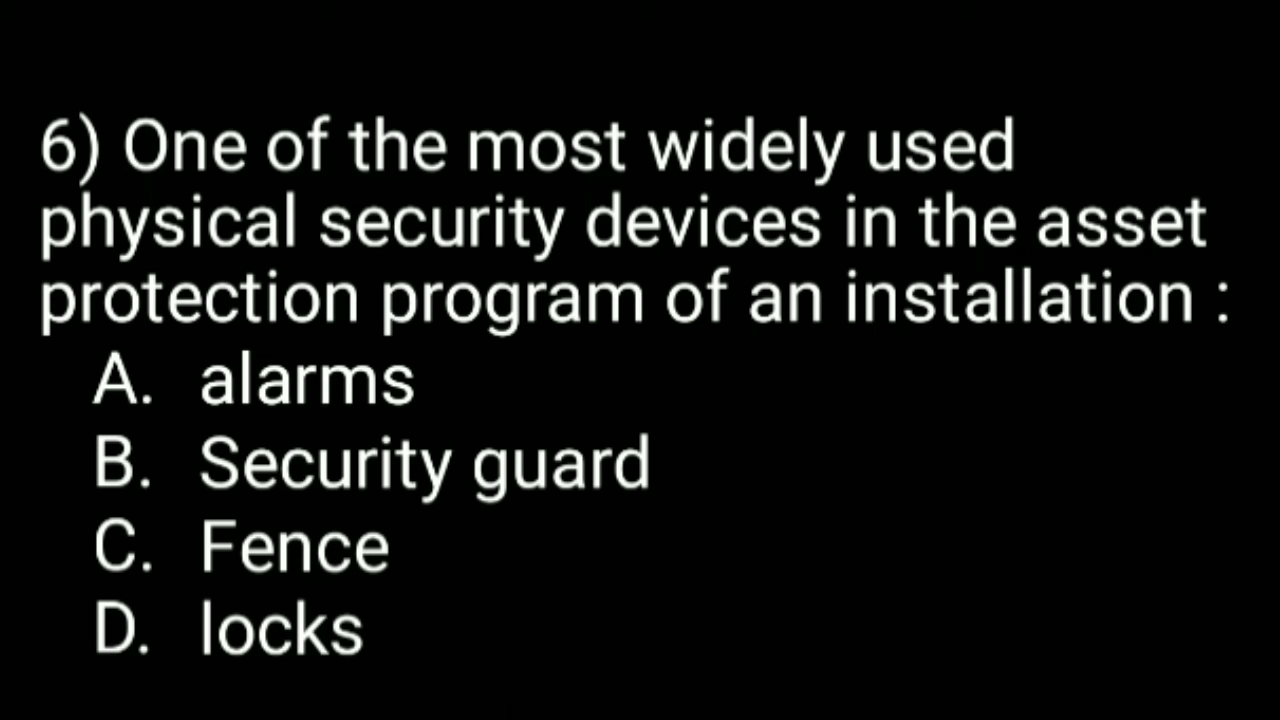 6) One of the most widely used
physical security devices in the asset
protection program of an installation :
A. alarms
B. Security guard
C. Fence
D. locks